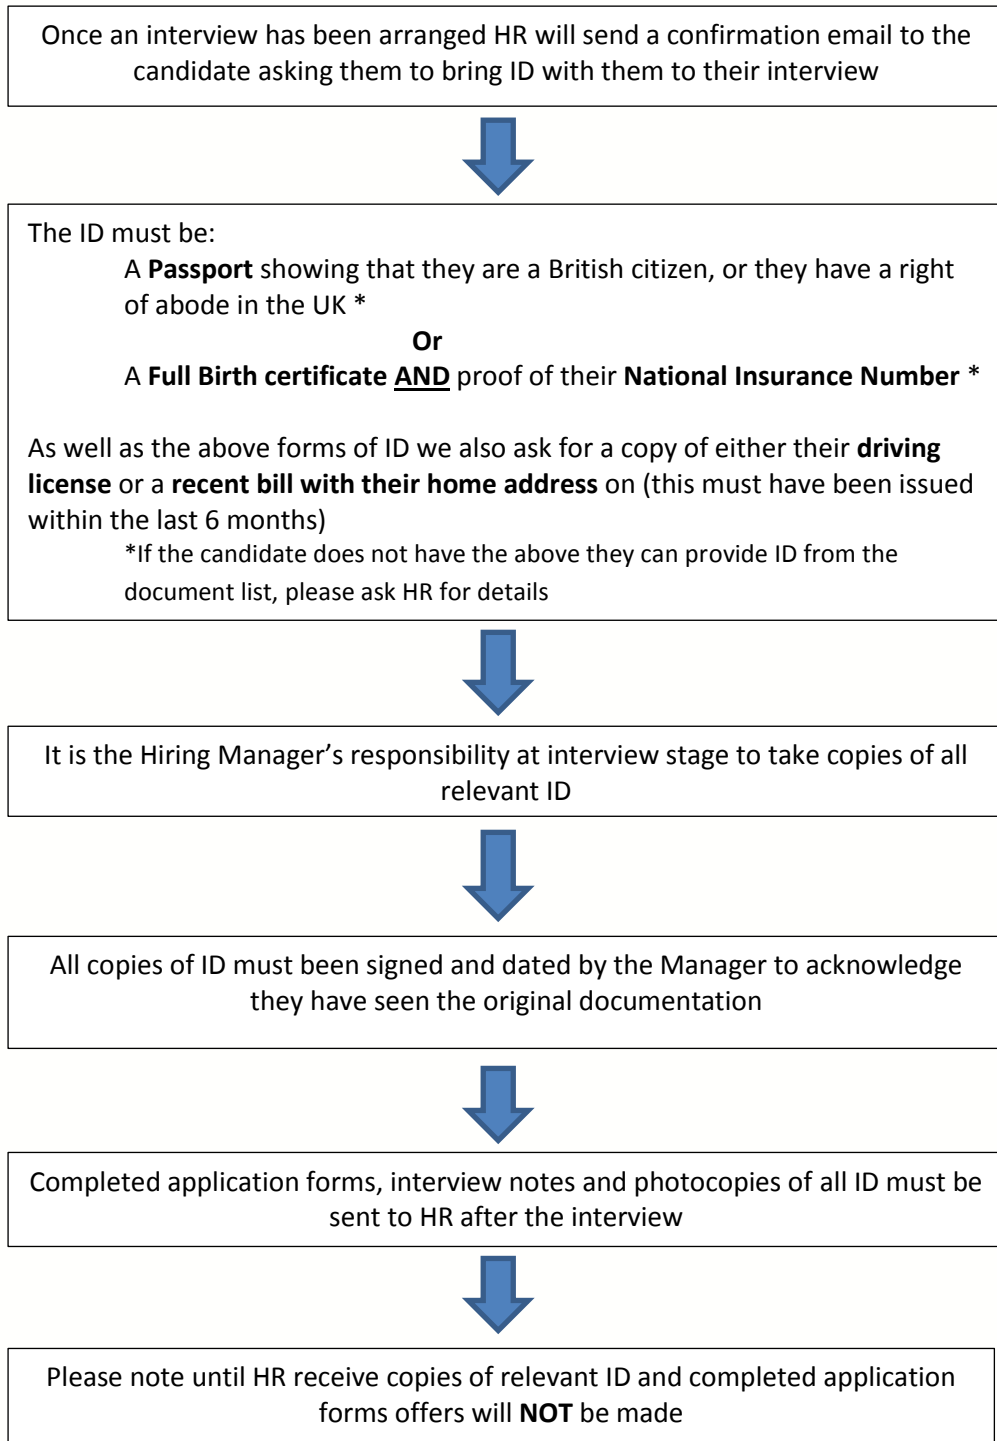 Once an interview has been arranged HR will send a confirmation email to the
candidate asking them to bring ID with them to their interview
The ID must be:
A Passport showing that they are a British citizen, or they have a right
of abode in the UK *
Or
A Full Birth certificate AND proof of their National Insurance Number *
As well as the above forms of ID we also ask for a copy of either their driving
license or a recent bill with their home address on (this must have been issued
within the last 6 months)
*If the candidate does not have the above they can provide ID from the
document list, please ask HR for details
It is the Hiring Manager’s responsibility at interview stage to take copies of all
relevant ID
All copies of ID must been signed and dated by the Manager to acknowledge
they have seen the original documentation
Completed application forms, interview notes and photocopies of all ID must be
sent to HR after the interview
Please note until HR receive copies of relevant ID and completed application
forms offers will NOT be made